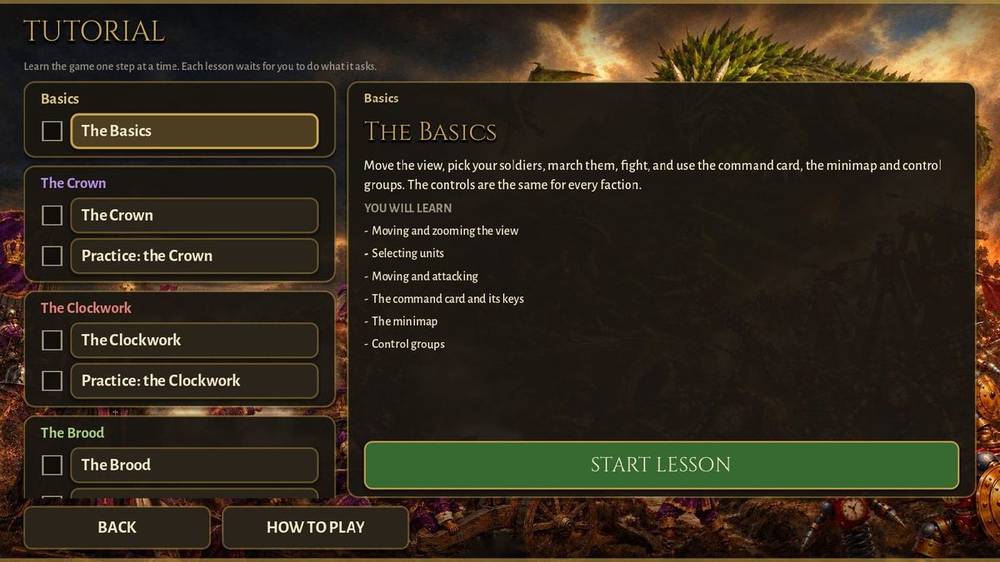 TUTORIAL
Learn the game one step at a time. Each lesson waits for you to do what it asks.
Basics
The Basics
The Crown
The Crown
Practice: the Crown
The Clockwork
The Clockwork
Practice: the Clockwork
The Brood
The Brood
Basics
The Basics
Move the view, pick your soldiers, march them, fight, and use the command card, the minimap and control
groups. The controls are the same for every faction.
YOU WILL LEARN
- Moving and zooming the view
- Selecting units
- Moving and attacking
- The command card and its keys
- The minimap
- Control groups
START LESSON
BACK
HOW TO PLAY